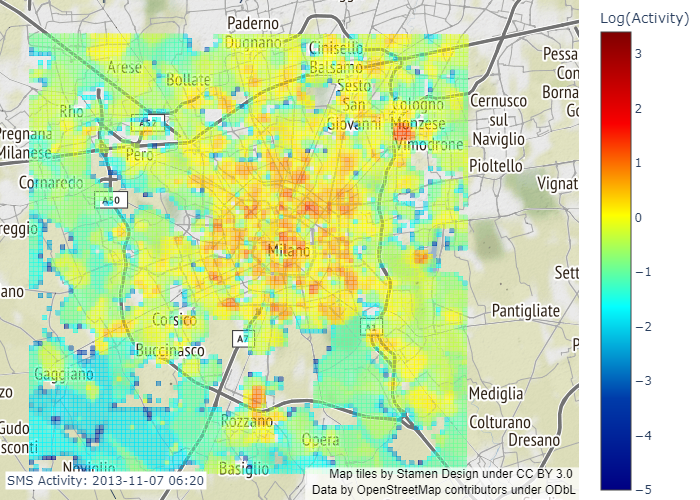 Log(Activity)
Paderno
Dugnano
Cinisello
Balsamo
Arese
Bollate
Sesto
San
Giovanni
Pessa
Con
Borna
Go
Rho
A57
Cologno
Monzese
Cernusco
sul
Naviglio
Pregnana
Milanese
Pero
Vimodrone
Pioltello
Cornaredo
A50
Vignat
reggio
Milano
Sett
ano
Corsico
Buccinasco
A7
A1
Pantigliate
P
Gaggiano
zo
Mediglia
Rozzano
Opera
Colturano
Dresano
Gudo
sconti
Noviglio
Basiglio
SMS Activity: 2013-11-07 06:20
Map tiles by Stamen Design under CC BY 3.0
Data by OpenStreetMap contributors under ODbL
3
2
1
0
−1
−2
−3
−4
−5